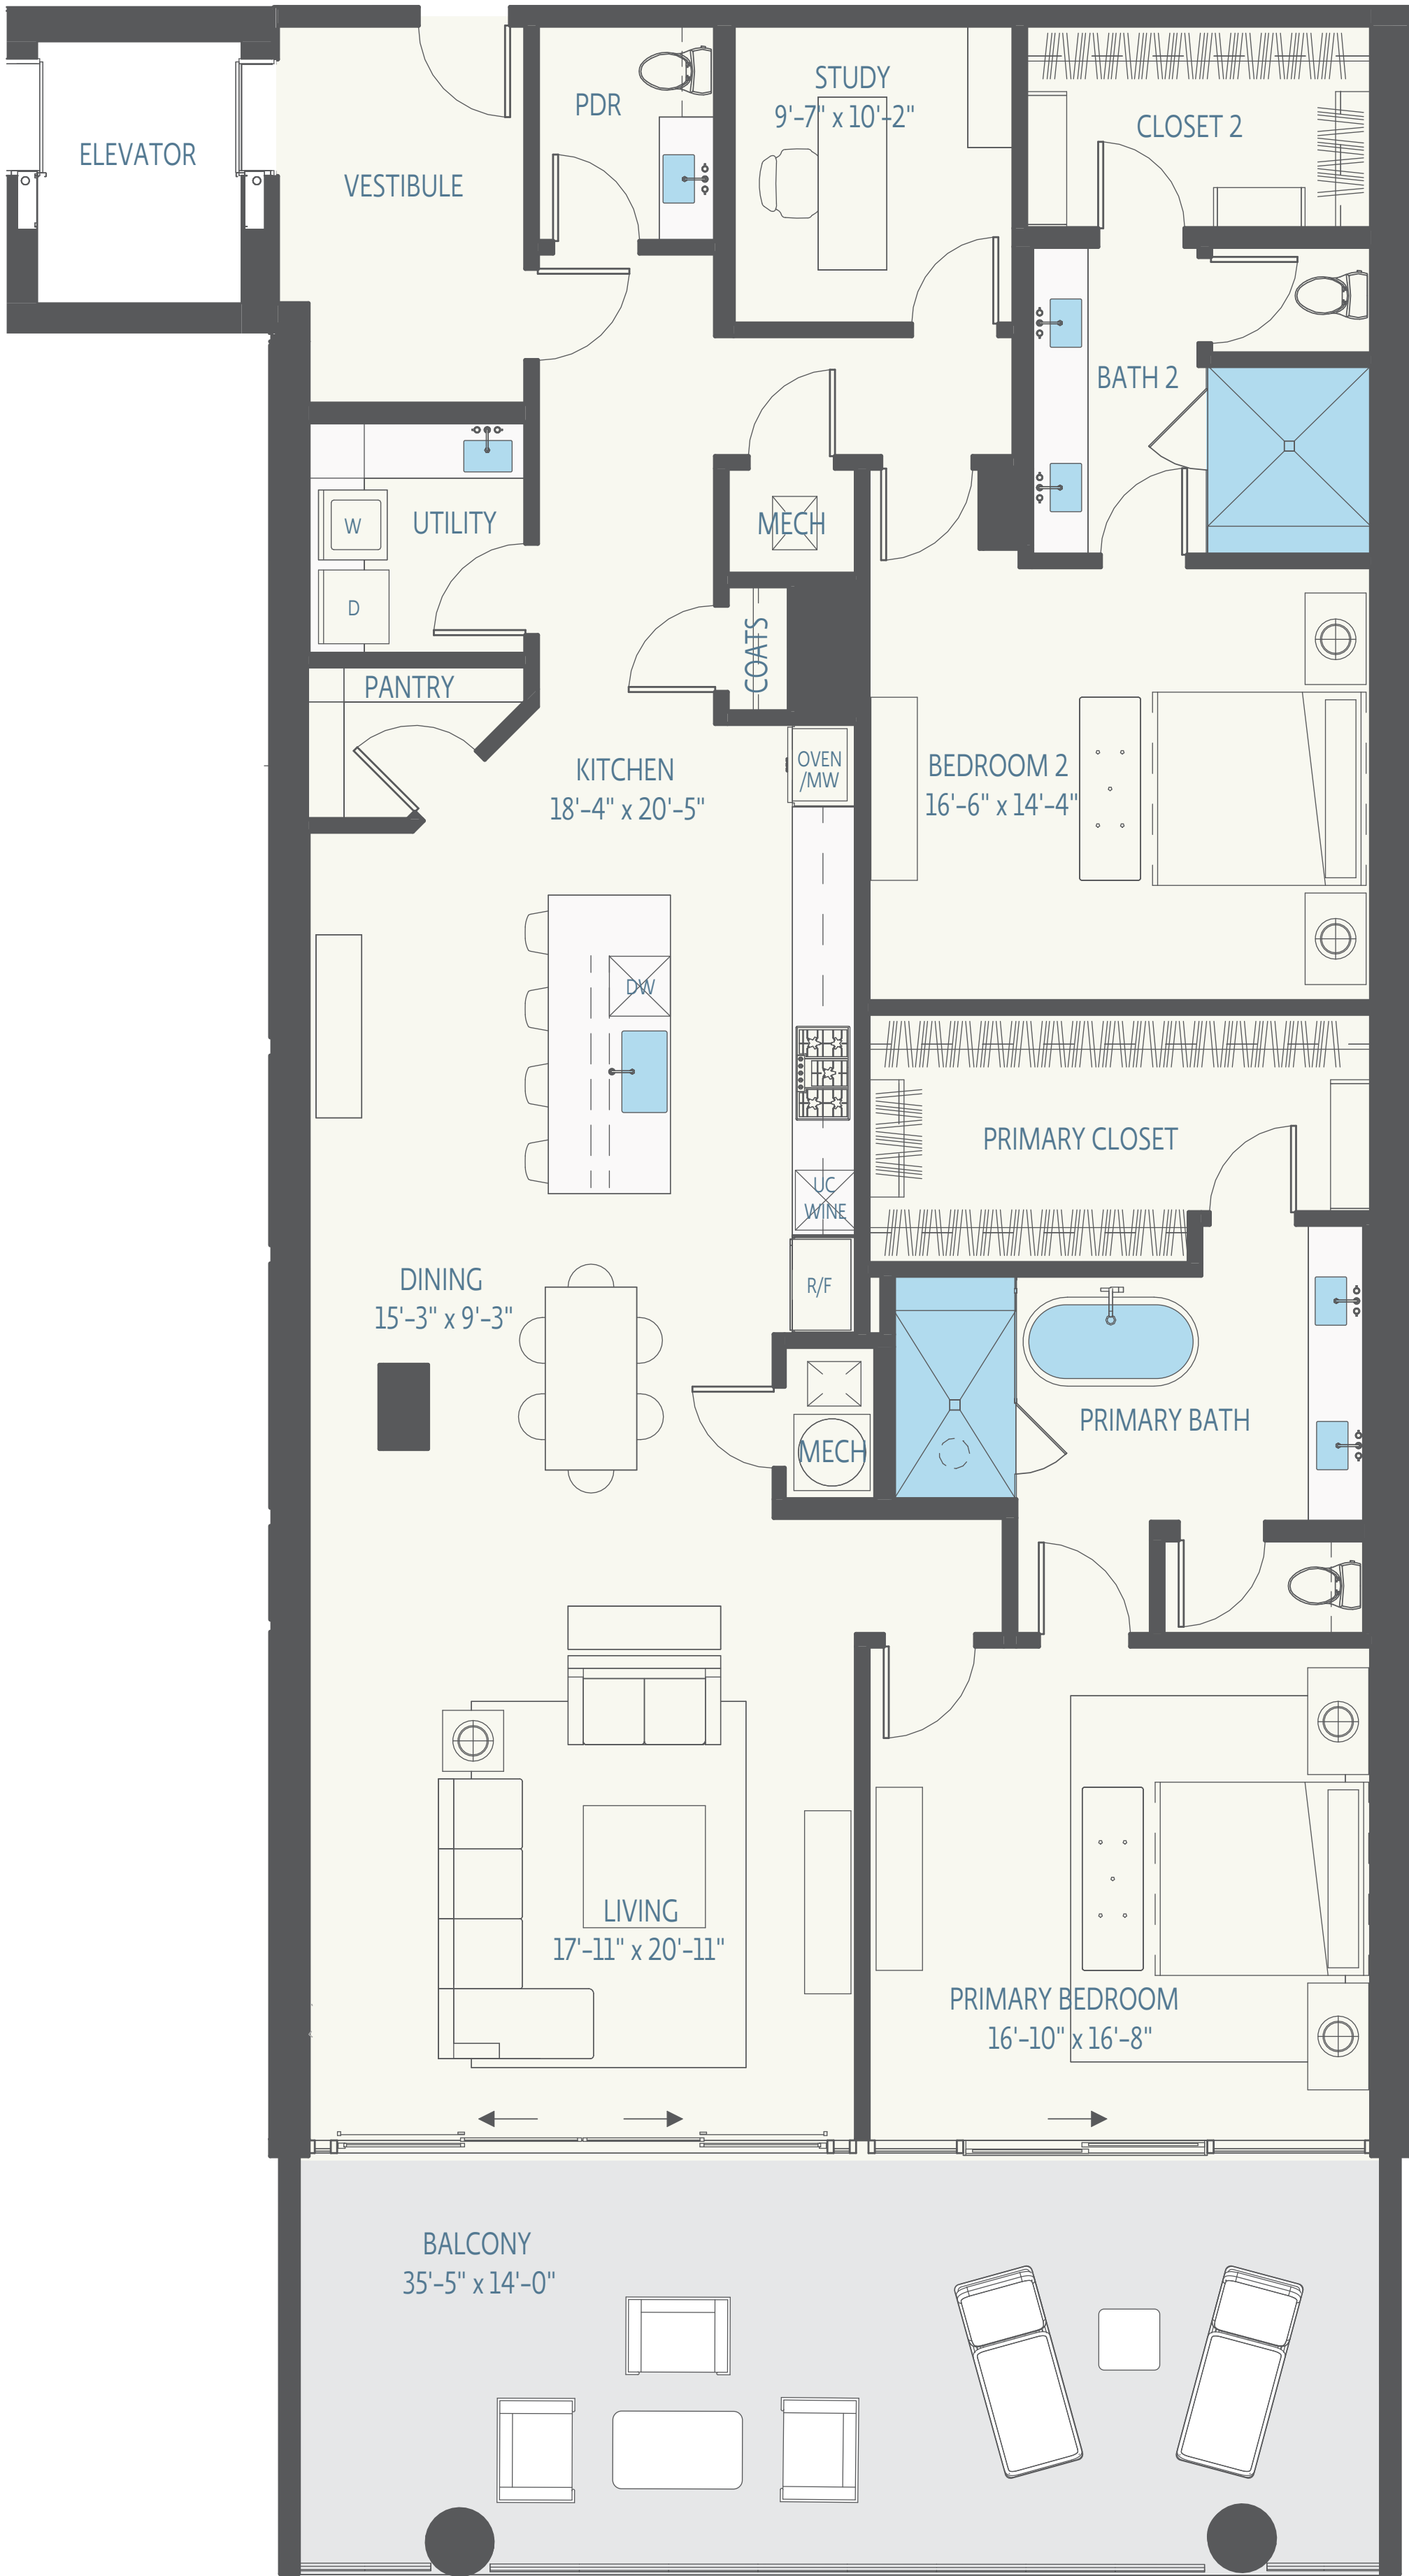 STUDY
9'-7" x 10'-2"
PDR
CLOSET 2
ELEVATOR
VESTIBULE
BATH 2
MECH
UTILITY
W
D
COATS
PANTRY
KITCHEN
18'-4" x 20'-5"
OVEN
/MW
BEDROOM 2
16'-6" x 14'-4"
DW
PRIMARY CLOSET
UC
WINE
DINING
15'-3" x 9'-3"
R/F
PRIMARY BATH
MECH
LIVING
17'-11" x 20'-11"
PRIMARY BEDROOM
16'-10" x 16'-8"
BALCONY
35'-5" x 14'-0"